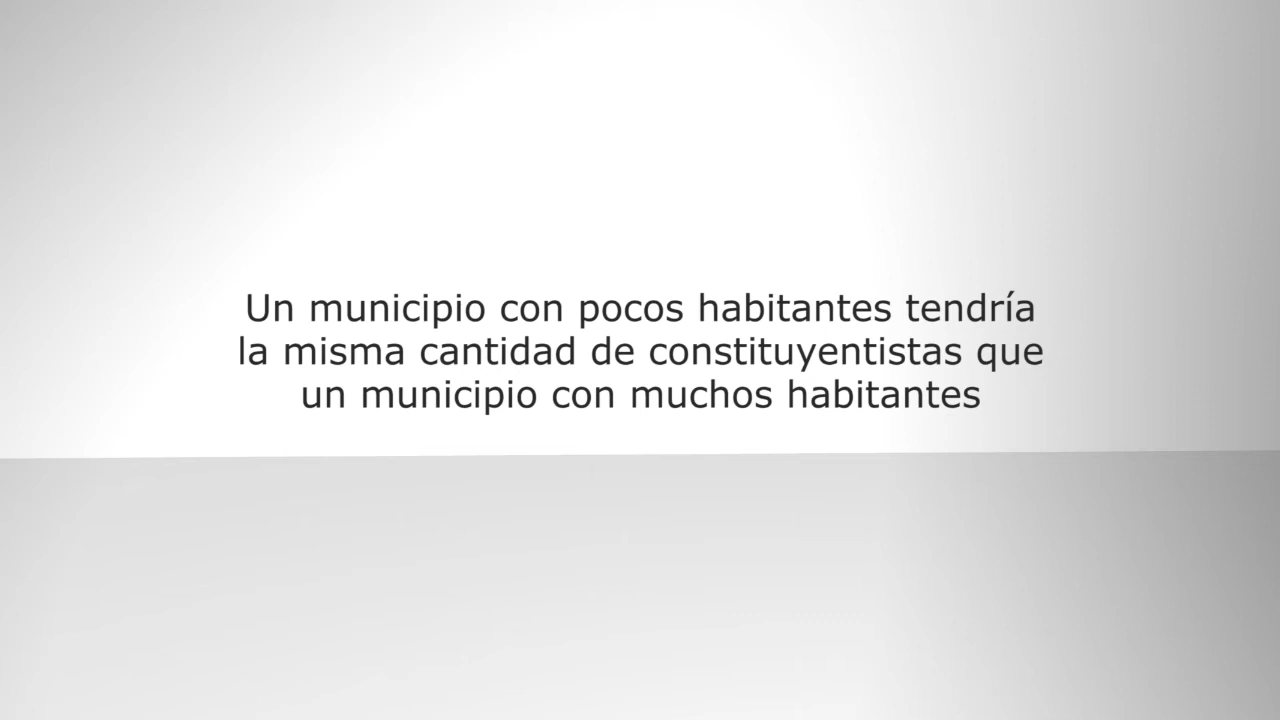 Un municipio con pocos habitantes tendría
la misma cantidad de constituyentistas que
un municipio con muchos habitantes